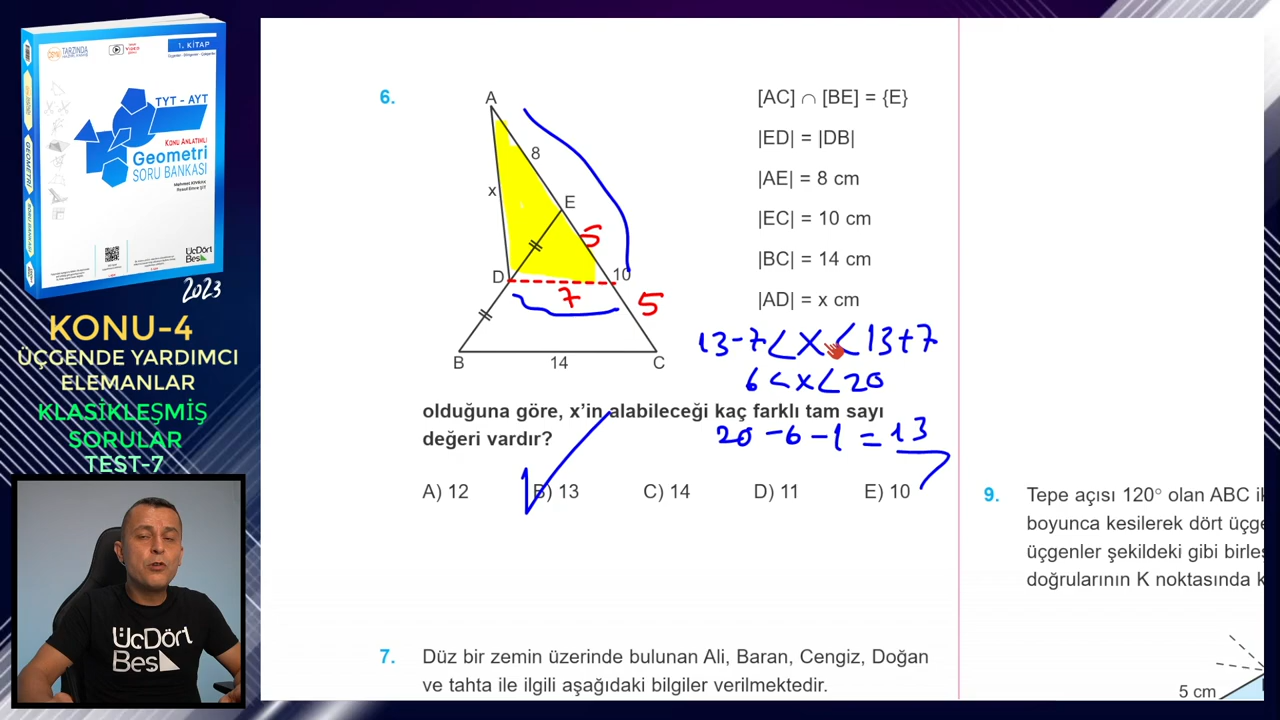 TARZINDA
1. KİTAP
TYT - AYT
KONU ANLATIMLI
Geometri
SORU BANKASI
ÜçDört
Beş
2023
KONU-4
ÜÇGENDE YARDIMCI
ELEMANLAR
KLASİKLEŞMİŞ
SORULAR
TEST-7
ÜçDört
Beş
6.
A
8
x
E
5
D
10
7
5
B
14
C
[AC] ∩ [BE] = {E}
|ED| = |DB|
|AE| = 8 cm
|EC| = 10 cm
|BC| = 14 cm
|AD| = x cm
13-7<X<13+7
6<x<20
olduğuna göre, x'in alabileceği kaç farklı tam sayı
değeri vardır?
20-6-1=13
A) 12 B) 13 C) 14 D) 11 E) 10
7. Düz bir zemin üzerinde bulunan Ali, Baran, Cengiz, Doğan
ve tahta ile ilgili aşağıdaki bilgiler verilmektedir.
9. Tepe açısı 120° olan ABC ik
boyunca kesilerek dört üçge
üçgenler şekildeki gibi birleş
doğrularının K noktasında k
5 cm